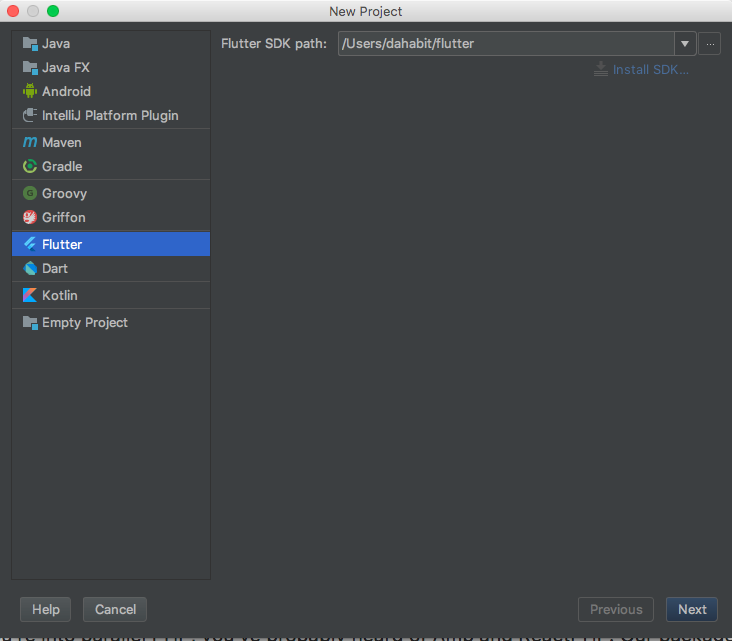 New Project
Java
Java FX
Android
IntelliJ Platform Plugin
Maven
Gradle
Groovy
Griffon
Flutter
Dart
Kotlin
Empty Project
Flutter SDK path: /Users/dahabit/flutter ...
Install SDK...
Help Cancel Previous Next